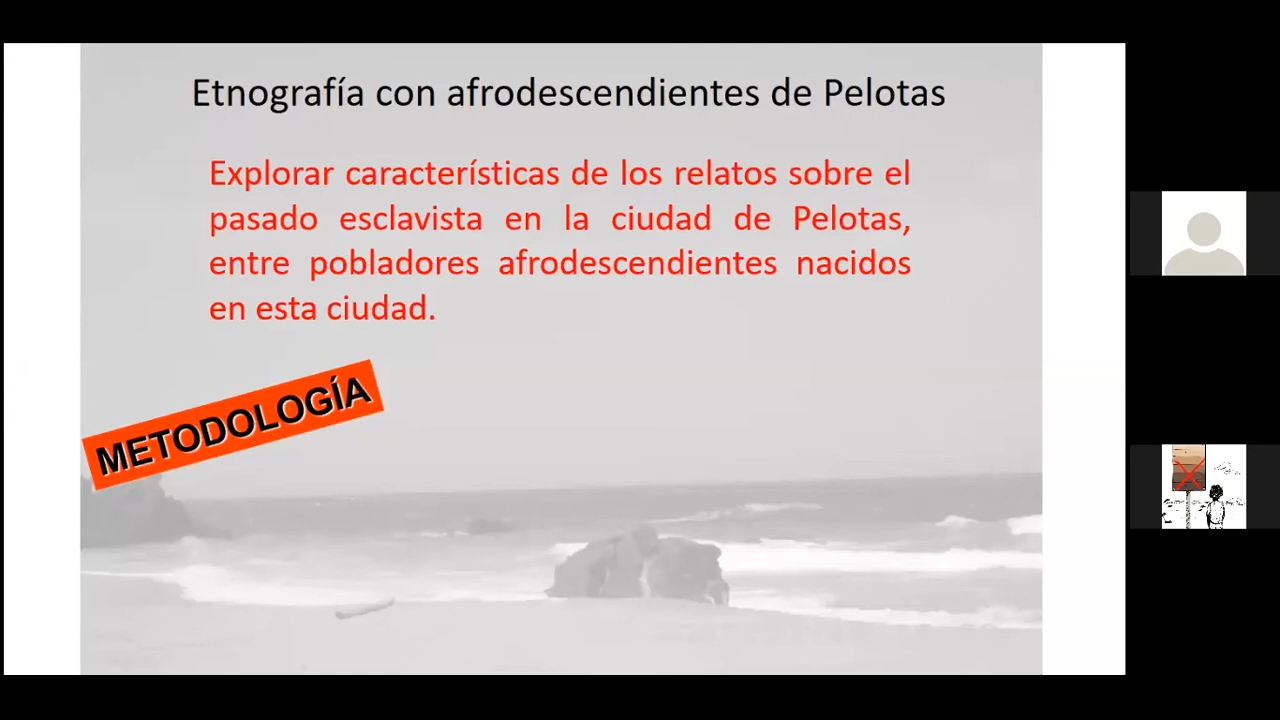 Etnografía con afrodescendientes de Pelotas
Explorar características de los relatos sobre el
pasado esclavista en la ciudad de Pelotas,
entre pobladores afrodescendientes nacidos
en esta ciudad.
METODOLOGÍA